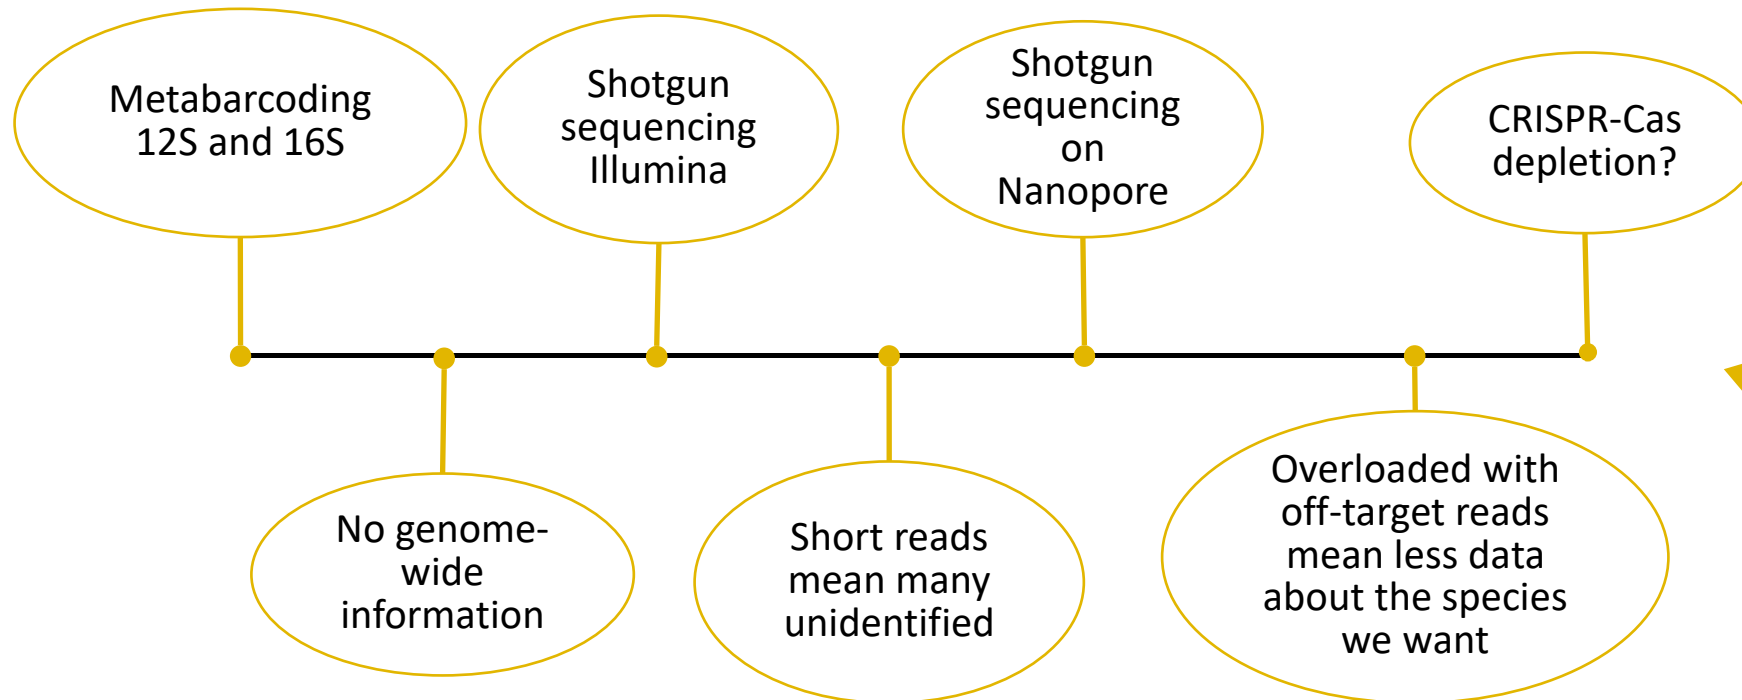 Metabarcoding
12S and 16S
No genome-
wide
information
Shotgun
sequencing
Illumina
Short reads
mean many
unidentified
Shotgun
sequencing
on
Nanopore
Overloaded with
off-target reads
mean less data
about the species
we want
CRISPR-Cas
depletion?